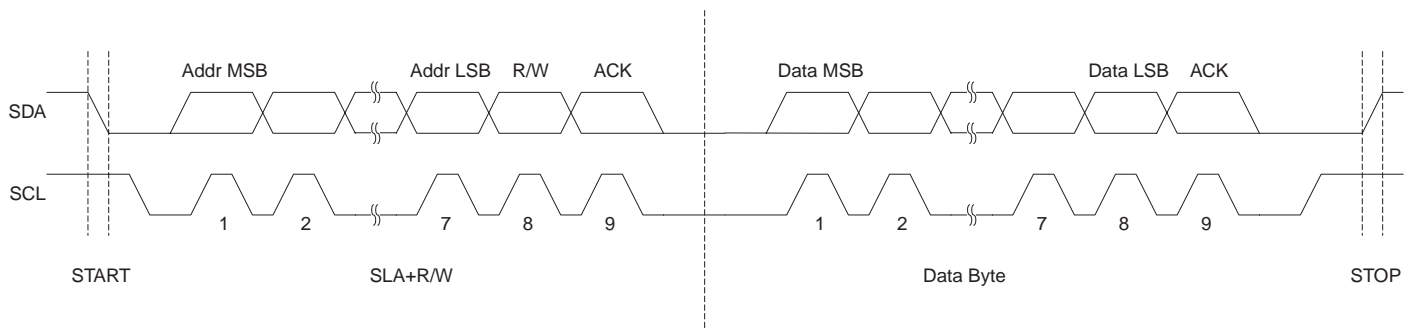 Addr MSB Addr LSB R/W ACK Data MSB Data LSB ACK
SDA
SCL
1 2 7 8 9 1 2 7 8 9
START SLA+R/W Data Byte STOP